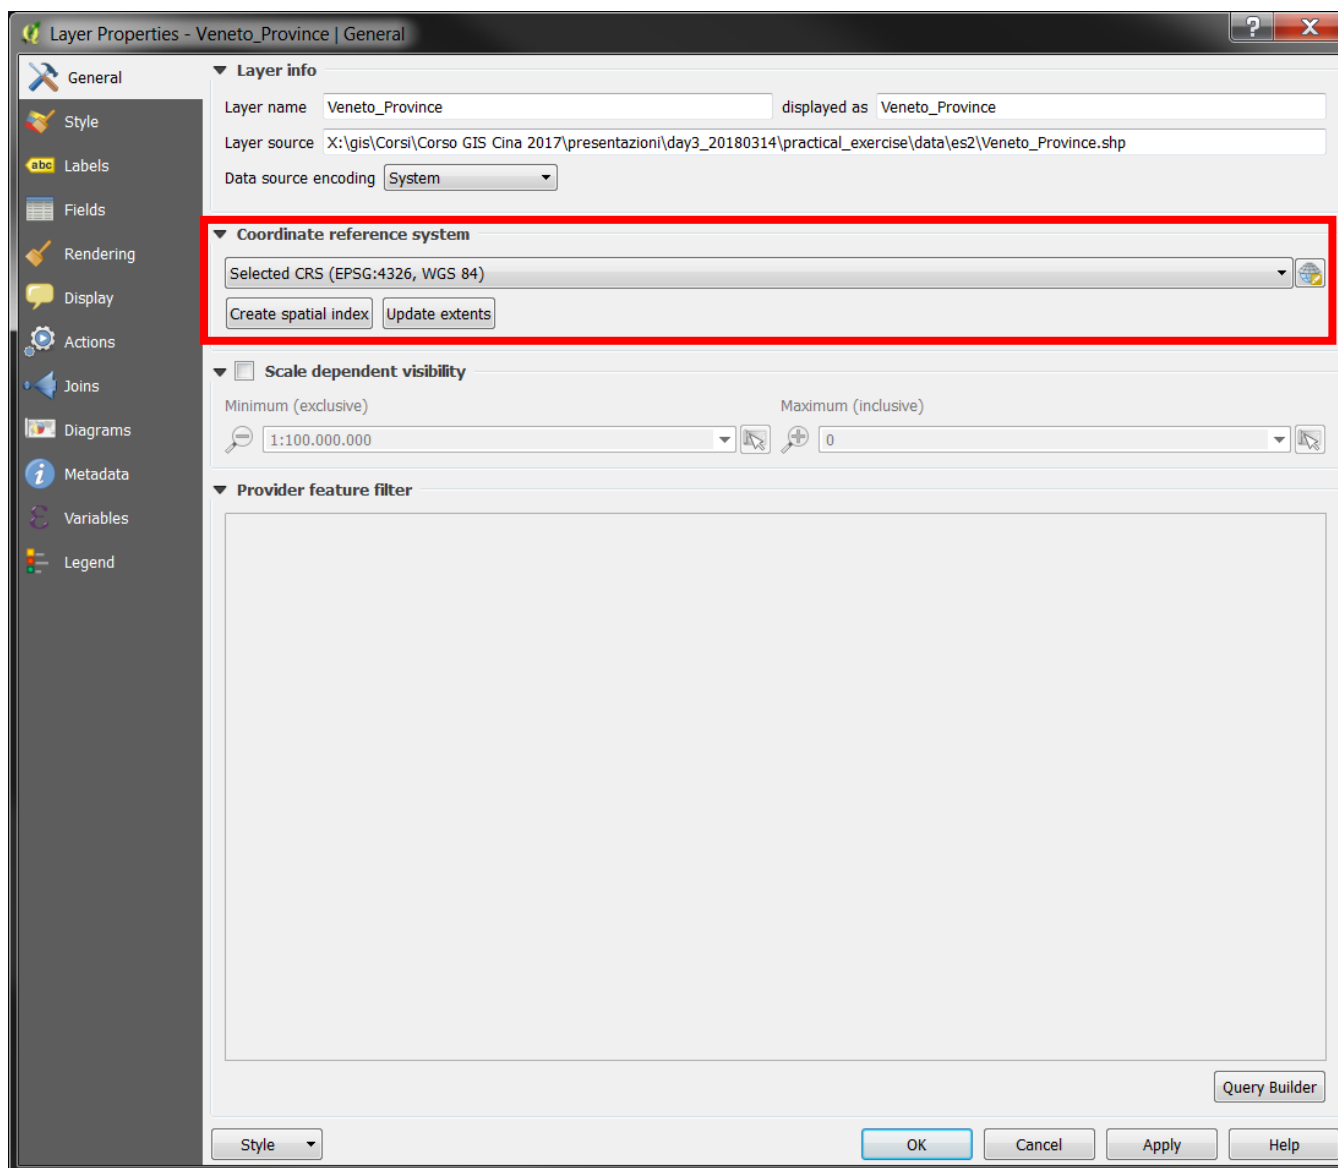 Layer Properties - Veneto_Province | General
? X
General
Style
abc Labels
Fields
Rendering
Display
Actions
Joins
Diagrams
i Metadata
Variables
Legend
Layer info
Layer name Veneto_Province displayed as Veneto_Province
Layer source X:\gis\Corsi\Corso GIS Cina 2017\presentazioni\day3_20180314\practical_exercise\data\es2\Veneto_Province.shp
Data source encoding System
Coordinate reference system
Selected CRS (EPSG:4326, WGS 84)
Create spatial index Update extents
Scale dependent visibility
Minimum (exclusive) Maximum (inclusive)
1:100.000.000 0
Provider feature filter
Query Builder
Style OK Cancel Apply Help